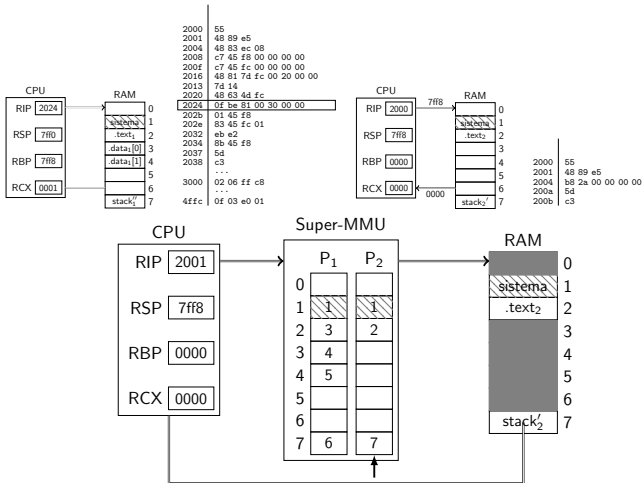 CPU
RIP 2024
RSP 7ff0
RBP 7ff8
RCX 0001
RAM
0
sistema 1
.text₁ 2
.data₁[0] 3
.data₁[1] 4
5
6
stack₁″ 7
2000 55
2001 48 89 e5
2004 48 83 ec 08
2008 c7 45 f8 00 00 00 00
200f c7 45 fc 00 00 00 00
2016 48 81 7d fc 00 20 00 00
2013 7d 14
2020 48 63 4d fc
2024 0f be 81 00 30 00 00
202b 01 45 f8
202e 83 45 fc 01
2032 eb e2
2034 8b 45 f8
2037 5d
2038 c3
...
3000 02 06 ff c8
...
4ffc 0f 03 e0 01
CPU
RIP 2000
RSP 7ff8
RBP 0000
RCX 0000
7ff8
0000
RAM
0
sistema 1
.text₂ 2
3
4
5
6
stack₂′ 7
2000 55
2001 48 89 e5
2004 b8 2a 00 00 00 00
200a 5d
200b c3
CPU
RIP 2001
RSP 7ff8
RBP 0000
RCX 0000
Super-MMU
P₁ P₂
0
1 1 1
2 3 2
3 4
4 5
5
6
7 6 7
RAM
0
sistema 1
.text₂ 2
3
4
5
6
stack₂′ 7